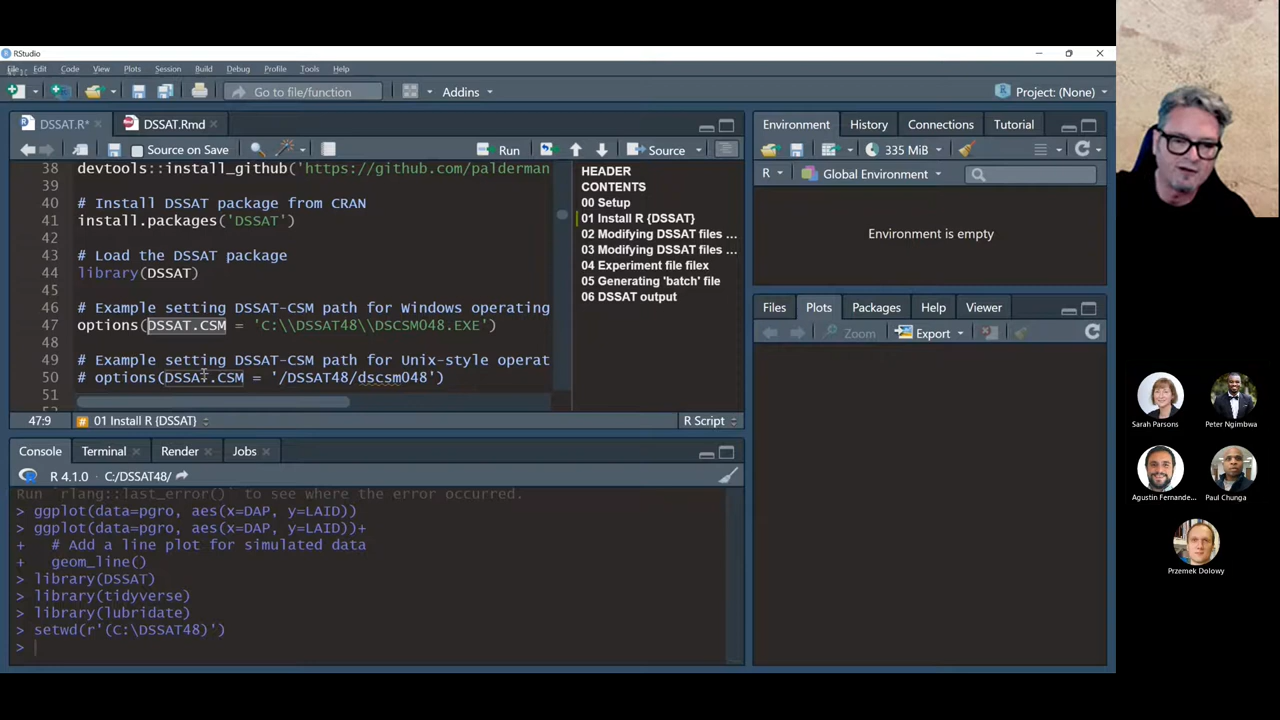 RStudio
File Edit Code View Plots Session Build Debug Profile Tools Help
Go to file/function
Addins
Project: (None)
DSSAT.R*
DSSAT.Rmd
Source on Save
Run
Source
38 devtools::install_github('https://github.com/palderman
39
40 # Install DSSAT package from CRAN
41 install.packages('DSSAT')
42
43 # Load the DSSAT package
44 library(DSSAT)
45
46 # Example setting DSSAT-CSM path for Windows operating
47 options(DSSAT.CSM = 'C:\\DSSAT48\\DSCSM048.EXE')
48
49 # Example setting DSSAT-CSM path for Unix-style operat
50 # options(DSSAT.CSM = '/DSSAT48/dscsm048')
51
HEADER
CONTENTS
00 Setup
01 Install R {DSSAT}
02 Modifying DSSAT files ...
03 Modifying DSSAT files ...
04 Experiment file filex
05 Generating 'batch' file
06 DSSAT output
47:9
# 01 Install R {DSSAT}
R Script
Console Terminal Render Jobs
R 4.1.0 C:/DSSAT48/
Run `rlang::last_error()` to see where the error occurred.
> ggplot(data=pgro, aes(x=DAP, y=LAID))
> ggplot(data=pgro, aes(x=DAP, y=LAID))+
+ # Add a line plot for simulated data
+ geom_line()
> library(DSSAT)
> library(tidyverse)
> library(lubridate)
> setwd(r'(C:\DSSAT48)')
>
Environment History Connections Tutorial
335 MiB
R
Global Environment
Environment is empty
Files Plots Packages Help Viewer
Zoom
Export
Sarah Parsons
Peter Ngimbwa
Agustin Fernande...
Paul Chunga
Przemek Dolowy